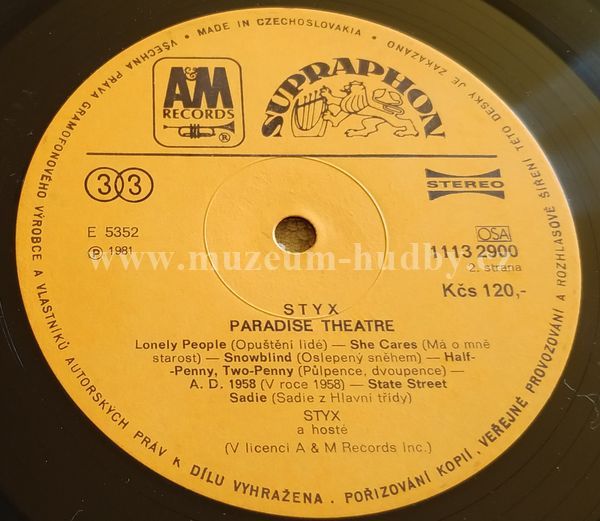 VŠECHNA PRÁVA GRAMOFONOVÉHO VÝROBCE A VLASTNÍKŮ AUTORSKÝCH PRÁV K DÍLU VYHRAŽENA. POŘIZOVÁNÍ KOPIÍ, VEŘEJNÉ PROVOZOVÁNÍ A ROZHLASOVÉ ŠÍŘENÍ TÉTO DESKY JE ZAKÁZÁNO • MADE IN CZECHOSLOVAKIA •
A&M
RECORDS
®
SUPRAPHON
33
STEREO
E 5352
℗ 1981
OSA
1113 2900
2. strana
Kčs 120,-
www.muzeum-hudby.cz
STYX
PARADISE THEATRE
Lonely People (Opuštění lidé) — She Cares (Má o mně
starost) — Snowblind (Oslepený sněhem) — Half-
-Penny, Two-Penny (Půlpence, dvoupence) —
A. D. 1958 (V roce 1958) — State Street
Sadie (Sadie z Hlavní třídy)
STYX
a hosté
(V licenci A & M Records Inc.)